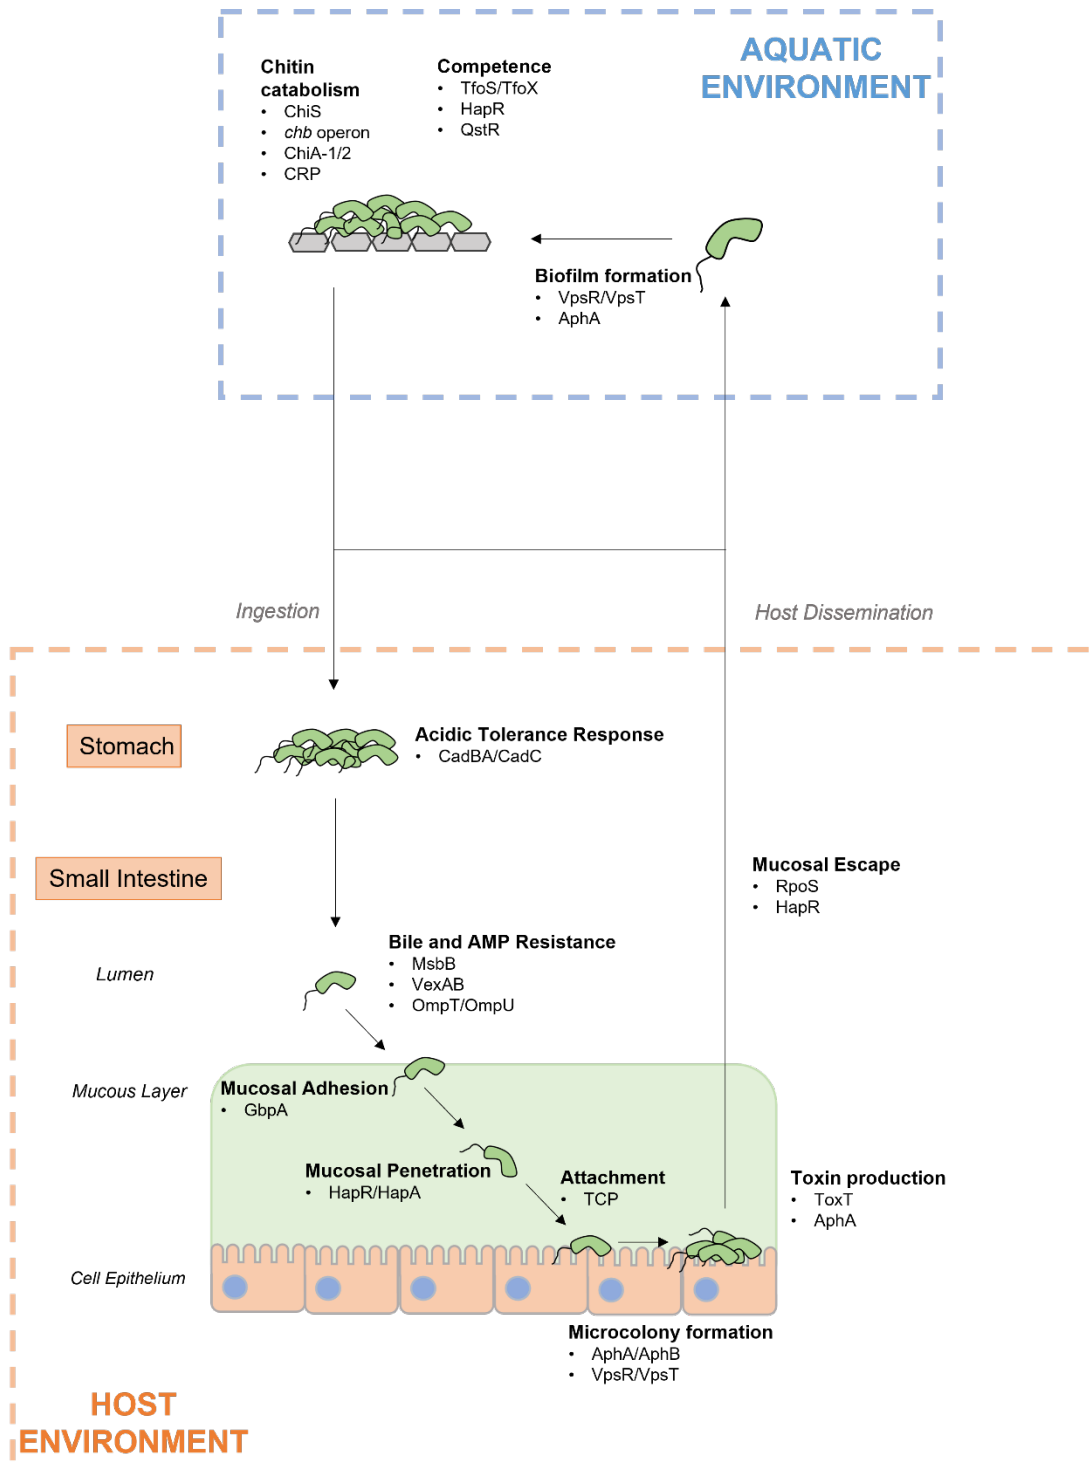 AQUATIC
ENVIRONMENT
Chitin
catabolism
• ChiS
• chb operon
• ChiA-1/2
• CRP
Competence
• TfoS/TfoX
• HapR
• QstR
Biofilm formation
• VpsR/VpsT
• AphA
Ingestion
Host Dissemination
Stomach
Acidic Tolerance Response
• CadBA/CadC
Small Intestine
Mucosal Escape
• RpoS
• HapR
Lumen
Bile and AMP Resistance
• MsbB
• VexAB
• OmpT/OmpU
Mucous Layer
Mucosal Adhesion
• GbpA
Mucosal Penetration
• HapR/HapA
Attachment
• TCP
Toxin production
• ToxT
• AphA
Cell Epithelium
Microcolony formation
• AphA/AphB
• VpsR/VpsT
HOST
ENVIRONMENT